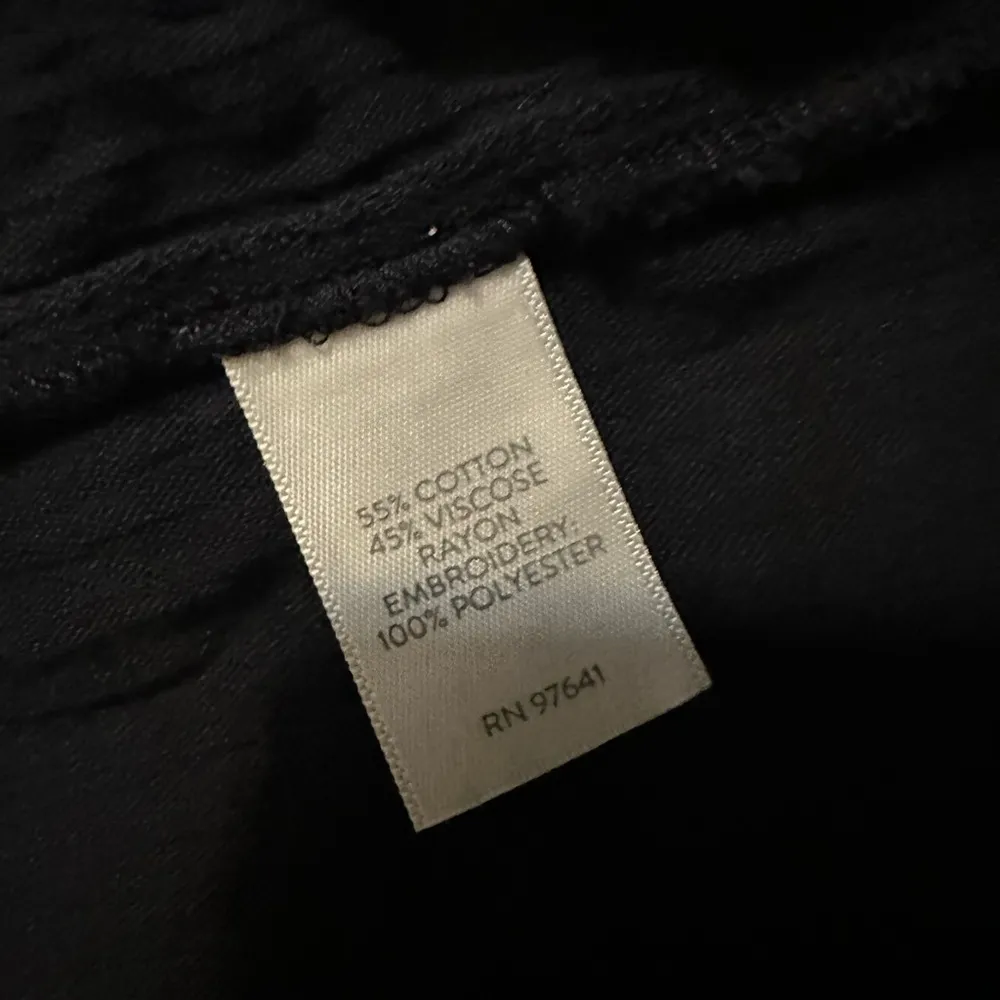 55% COTTON
45% VISCOSE
RAYON
EMBROIDERY:
100% POLYESTER
RN 97641